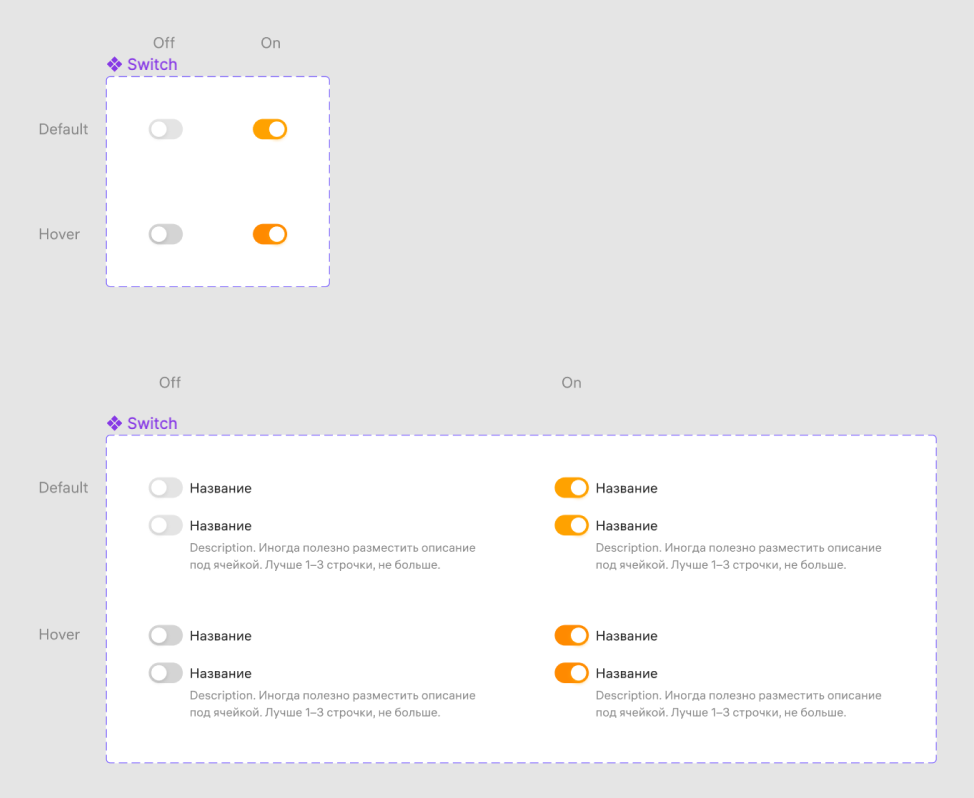 Off On
Switch
Default
Hover
Off On
Switch
Default
Название Название
Название Название
Description. Иногда полезно разместить описание
под ячейкой. Лучше 1–3 строчки, не больше.
Description. Иногда полезно разместить описание
под ячейкой. Лучше 1–3 строчки, не больше.
Hover
Название Название
Название Название
Description. Иногда полезно разместить описание
под ячейкой. Лучше 1–3 строчки, не больше.
Description. Иногда полезно разместить описание
под ячейкой. Лучше 1–3 строчки, не больше.